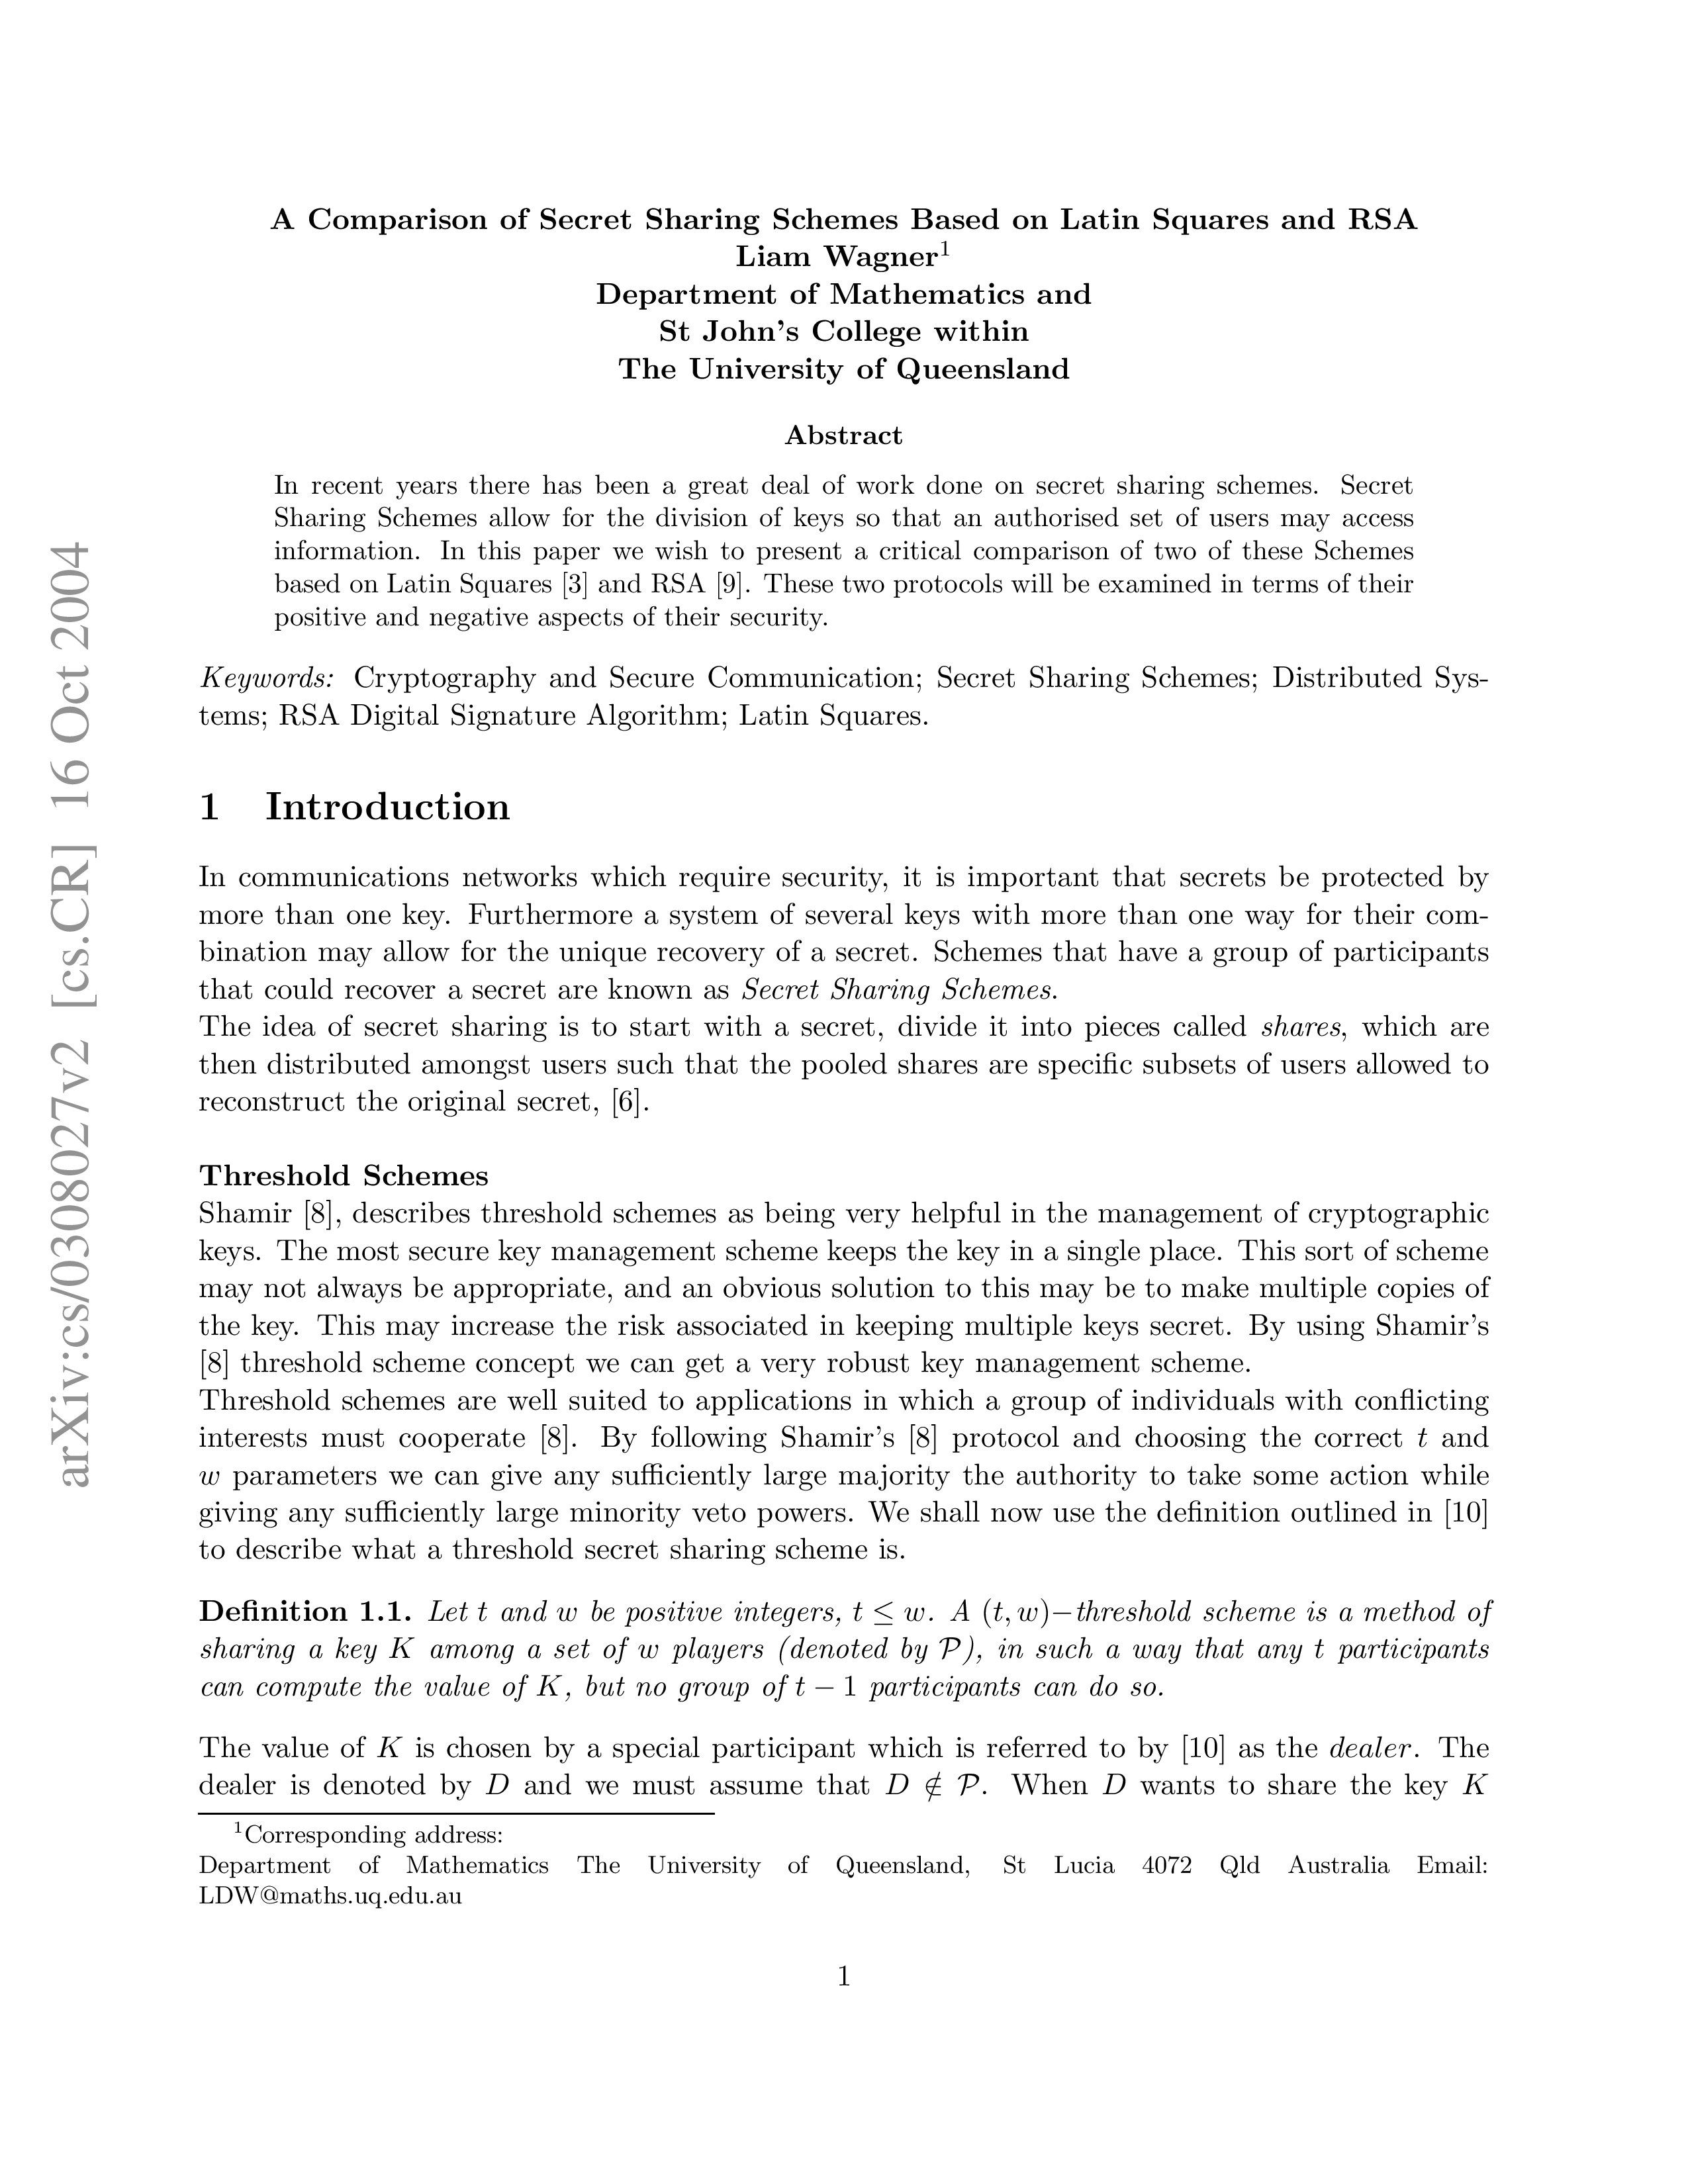 A Comparison of Secret Sharing Schemes Based on Latin Squares and RSA
Liam Wagner¹
Department of Mathematics and
St John's College within
The University of Queensland
Abstract
In recent years there has been a great deal of work done on secret sharing schemes. Secret
Sharing Schemes allow for the division of keys so that an authorised set of users may access
information. In this paper we wish to present a critical comparison of two of these Schemes
based on Latin Squares [3] and RSA [9]. These two protocols will be examined in terms of their
positive and negative aspects of their security.
Keywords: Cryptography and Secure Communication; Secret Sharing Schemes; Distributed Sys-
tems; RSA Digital Signature Algorithm; Latin Squares.
1 Introduction
In communications networks which require security, it is important that secrets be protected by
more than one key. Furthermore a system of several keys with more than one way for their com-
bination may allow for the unique recovery of a secret. Schemes that have a group of participants
that could recover a secret are known as Secret Sharing Schemes.
The idea of secret sharing is to start with a secret, divide it into pieces called shares, which are
then distributed amongst users such that the pooled shares are specific subsets of users allowed to
reconstruct the original secret, [6].
Threshold Schemes
Shamir [8], describes threshold schemes as being very helpful in the management of cryptographic
keys. The most secure key management scheme keeps the key in a single place. This sort of scheme
may not always be appropriate, and an obvious solution to this may be to make multiple copies of
the key. This may increase the risk associated in keeping multiple keys secret. By using Shamir's
[8] threshold scheme concept we can get a very robust key management scheme.
Threshold schemes are well suited to applications in which a group of individuals with conflicting
interests must cooperate [8]. By following Shamir's [8] protocol and choosing the correct t and
w parameters we can give any sufficiently large majority the authority to take some action while
giving any sufficiently large minority veto powers. We shall now use the definition outlined in [10]
to describe what a threshold secret sharing scheme is.
Definition 1.1. Let t and w be positive integers, t ≤ w. A (t, w)−threshold scheme is a method of
sharing a key K among a set of w players (denoted by 𝒫), in such a way that any t participants
can compute the value of K, but no group of t − 1 participants can do so.
The value of K is chosen by a special participant which is referred to by [10] as the dealer. The
dealer is denoted by D and we must assume that D ∉ 𝒫. When D wants to share the key K
¹Corresponding address:
Department of Mathematics The University of Queensland, St Lucia 4072 Qld Australia Email:
LDW@maths.uq.edu.au
1
arXiv:cs/0308027v2 [cs.CR] 16 Oct 2004